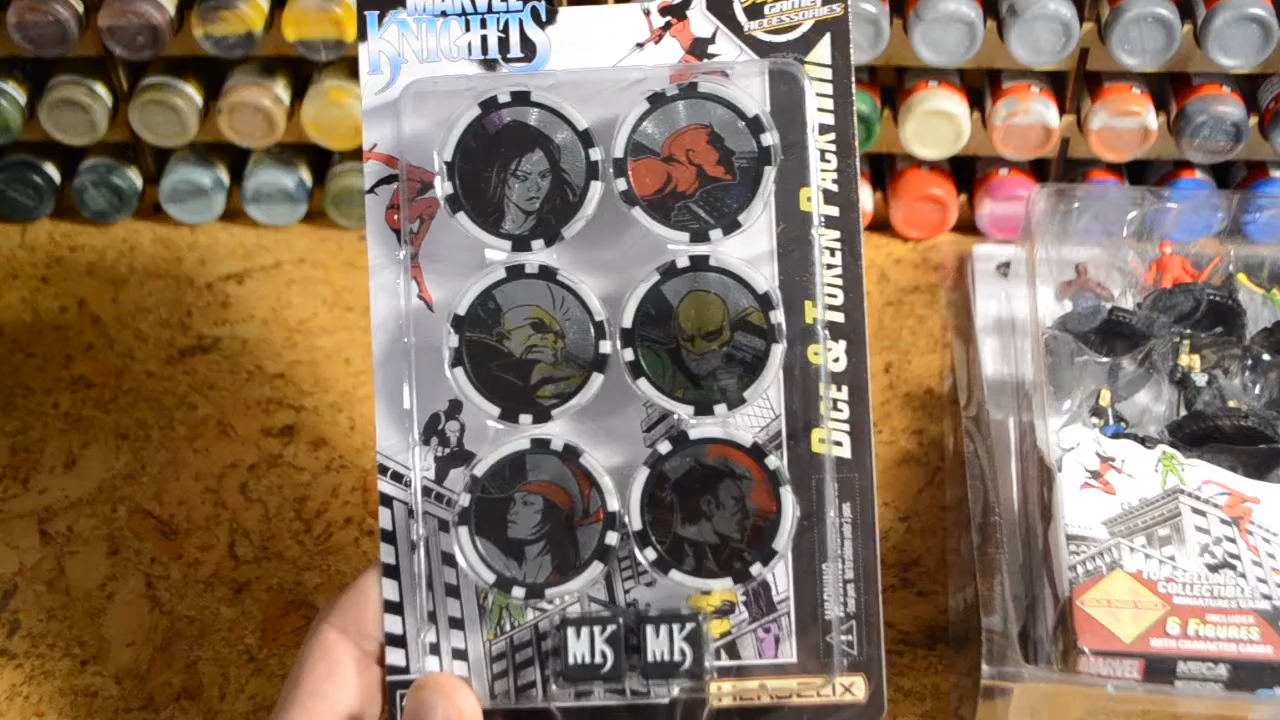 MARVEL
KNIGHTS
GAME
ACCESSORIES
DICE & TOKEN PACK
WARNING
MK MK
HEROCLIX
TOP-SELLING
COLLECTIBLE
MINIATURES GAME
INCLUDES
6 FIGURES
WITH CHARACTER CARDS
MARVEL NECA